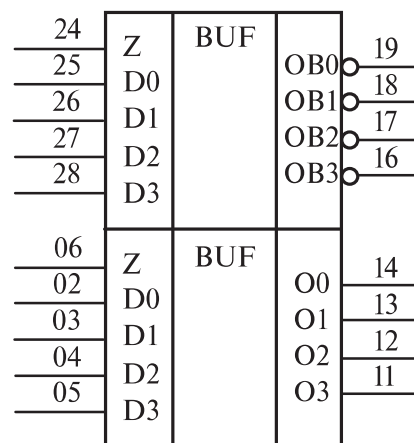 24 Z BUF OB0 19
25 D0 OB1 18
26 D1 OB2 17
27 D2 OB3 16
28 D3
06 Z BUF O0 14
02 D0 O1 13
03 D1 O2 12
04 D2 O3 11
05 D3